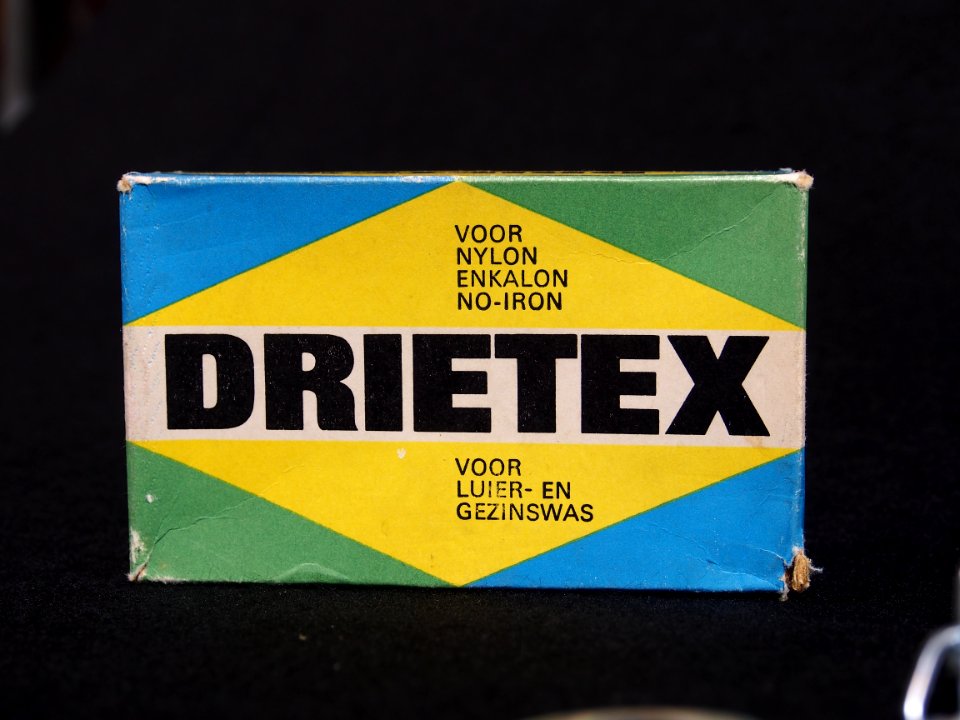 VOOR
NYLON
ENKALON
NO-IRON
DRIETEX
VOOR
LUIER- EN
GEZINSWAS